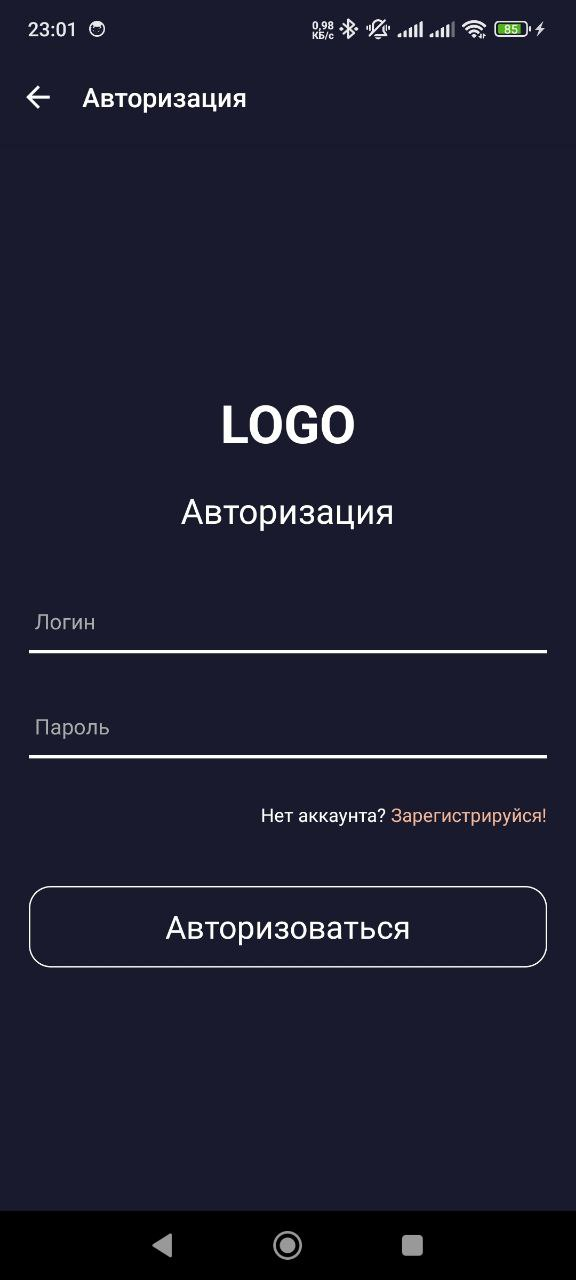 23:01
0,98
КБ/с
85
Авторизация
LOGO
Авторизация
Логин
Пароль
Нет аккаунта? Зарегистрируйся!
Авторизоваться